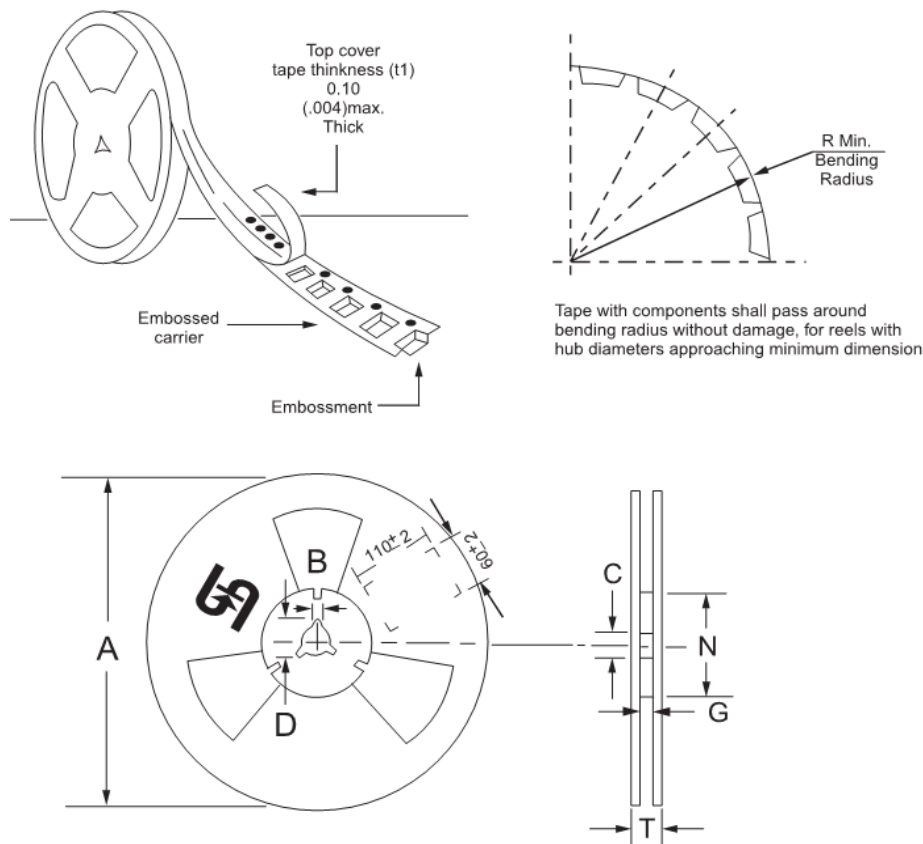 Top cover
tape thinkness (t1)
0.10
(.004)max.
Thick
R Min.
Bending
Radius
Embossed
carrier
Embossment
Tape with components shall pass around
bending radius without damage, for reels with
hub diameters approaching minimum dimension
A
B
D
110±2
60±2
C
N
G
T